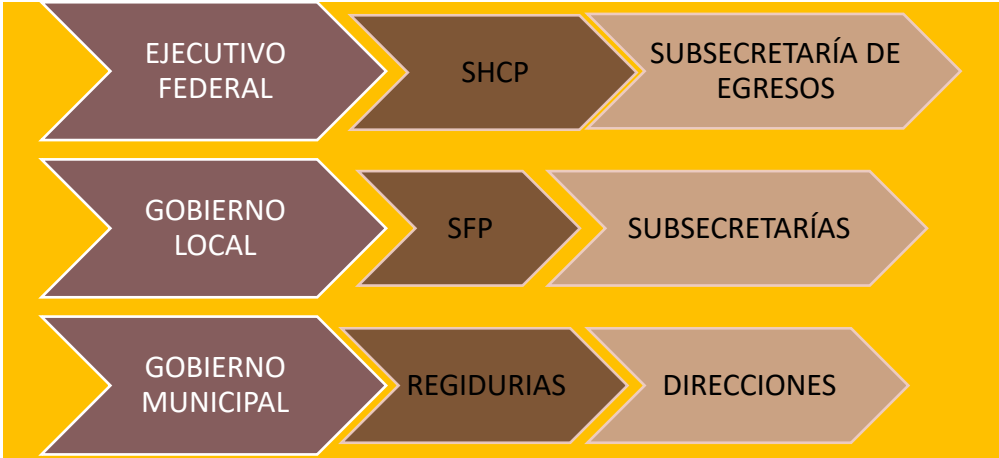 EJECUTIVO
FEDERAL
SHCP
SUBSECRETARÍA DE
EGRESOS
GOBIERNO
LOCAL
SFP
SUBSECRETARÍAS
GOBIERNO
MUNICIPAL
REGIDURIAS
DIRECCIONES